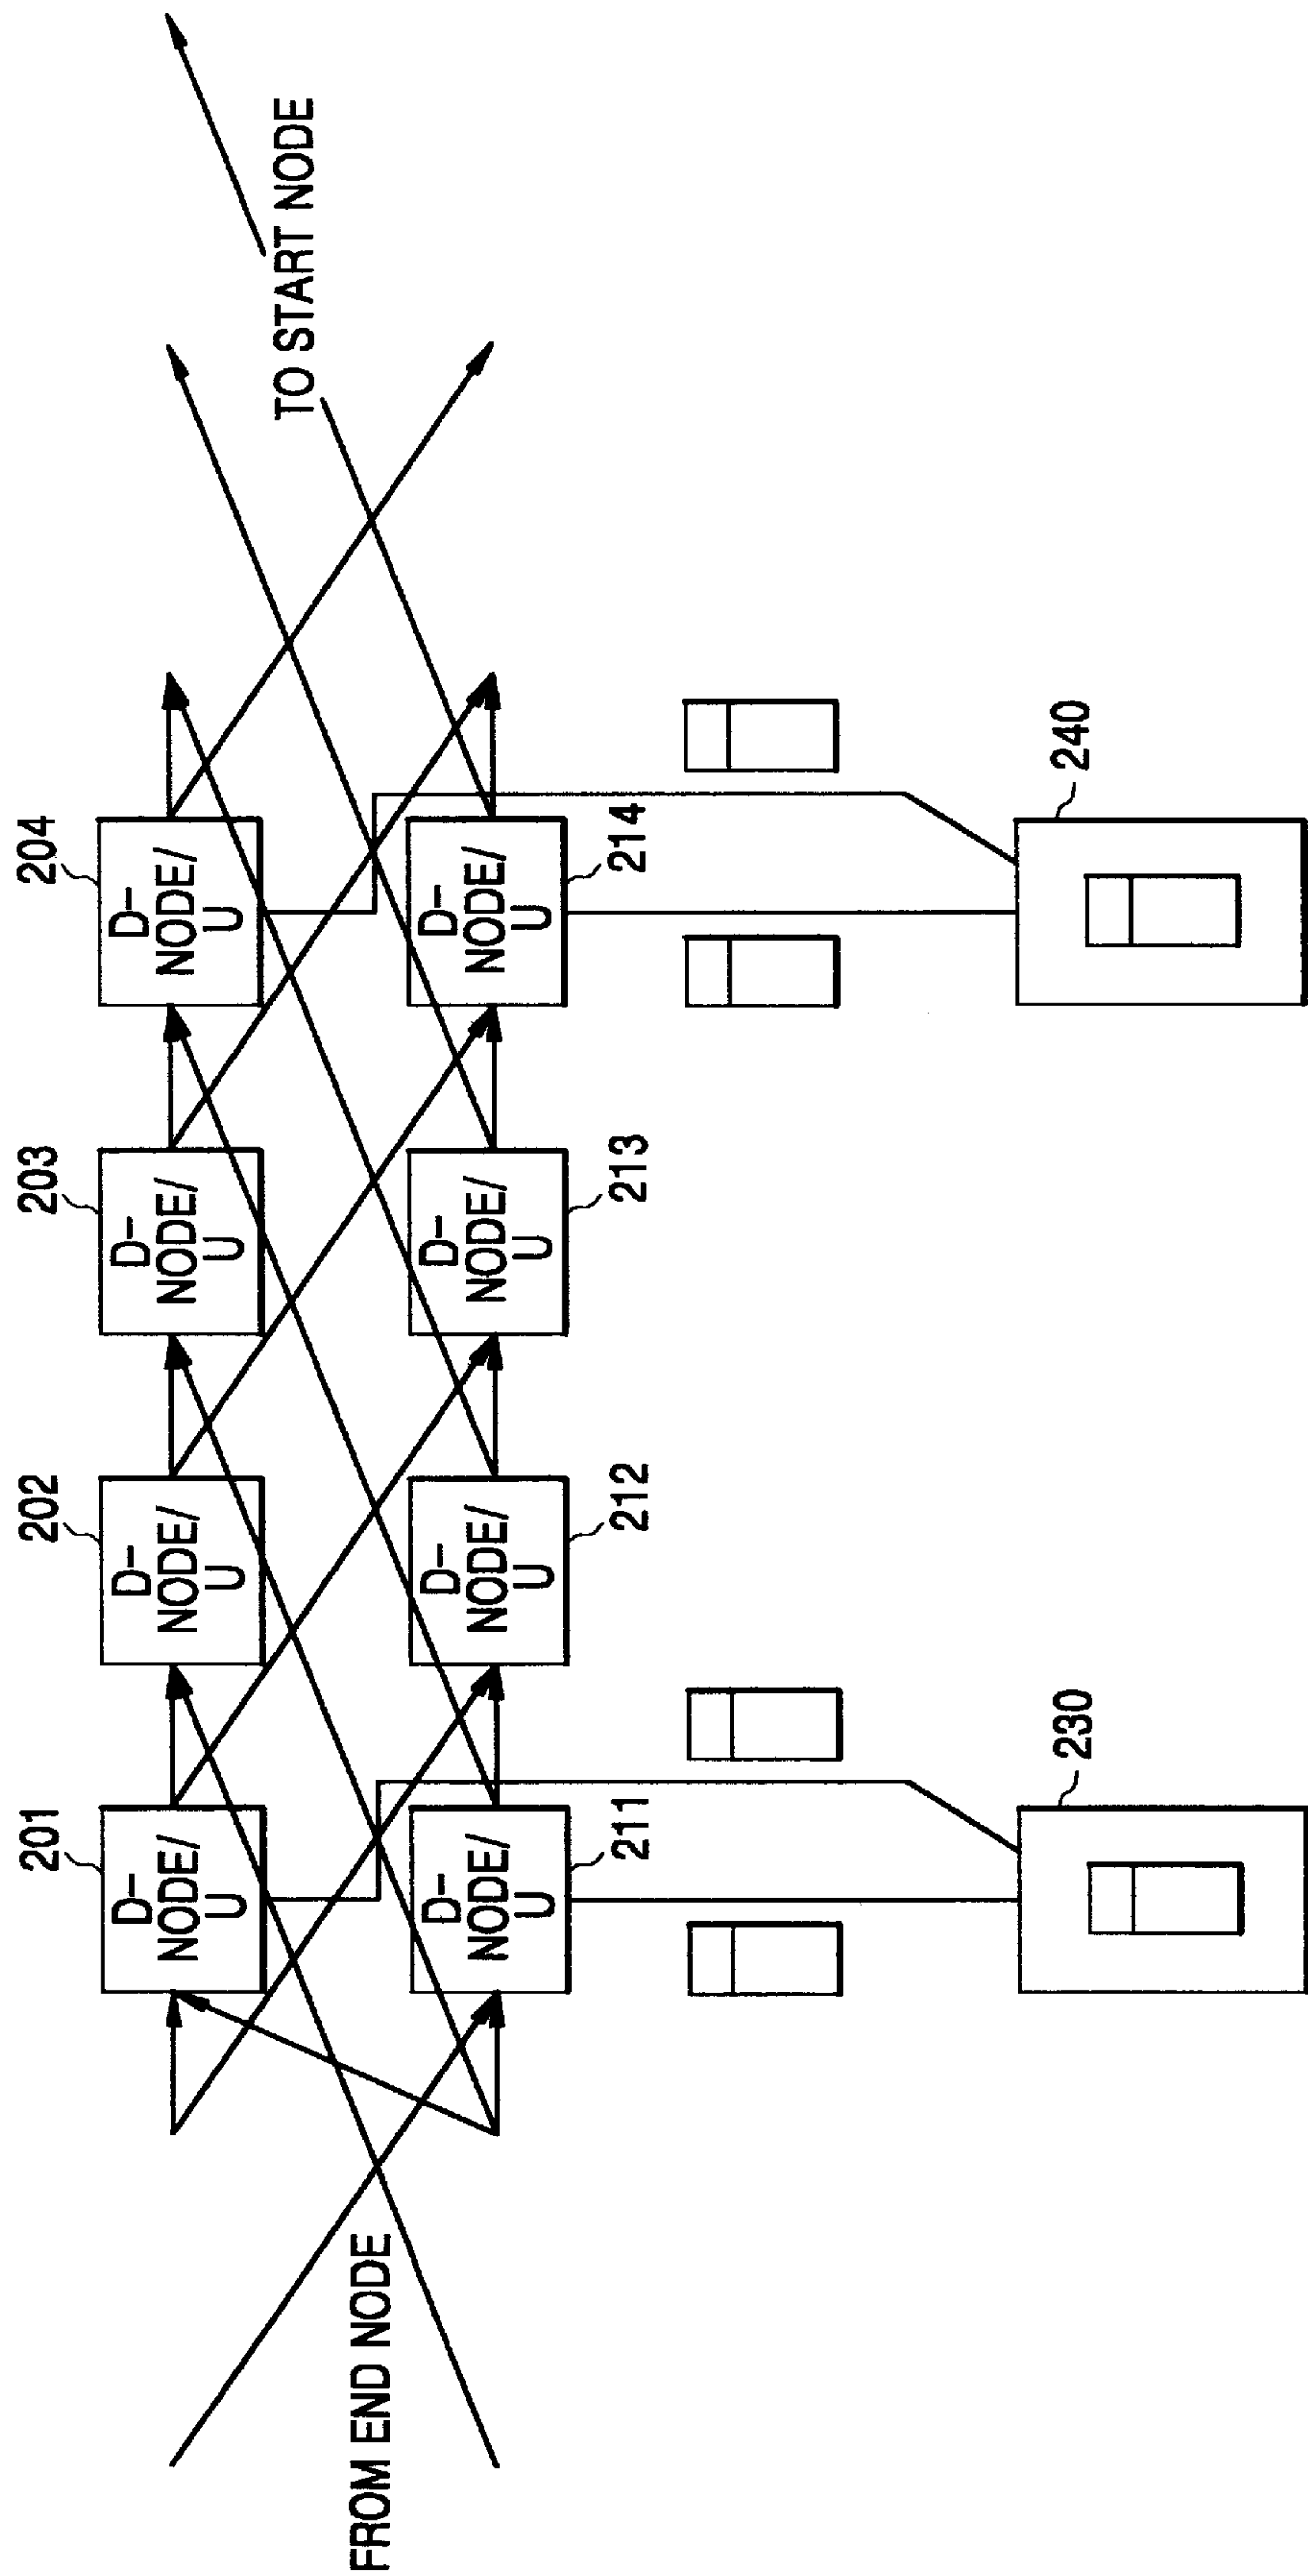 201
202
203
204
D-
NODE/
U
D-
NODE/
U
D-
NODE/
U
D-
NODE/
U
TO START NODE
D-
NODE/
U
D-
NODE/
U
D-
NODE/
U
D-
NODE/
U
211
212
213
214
FROM END NODE
230
240